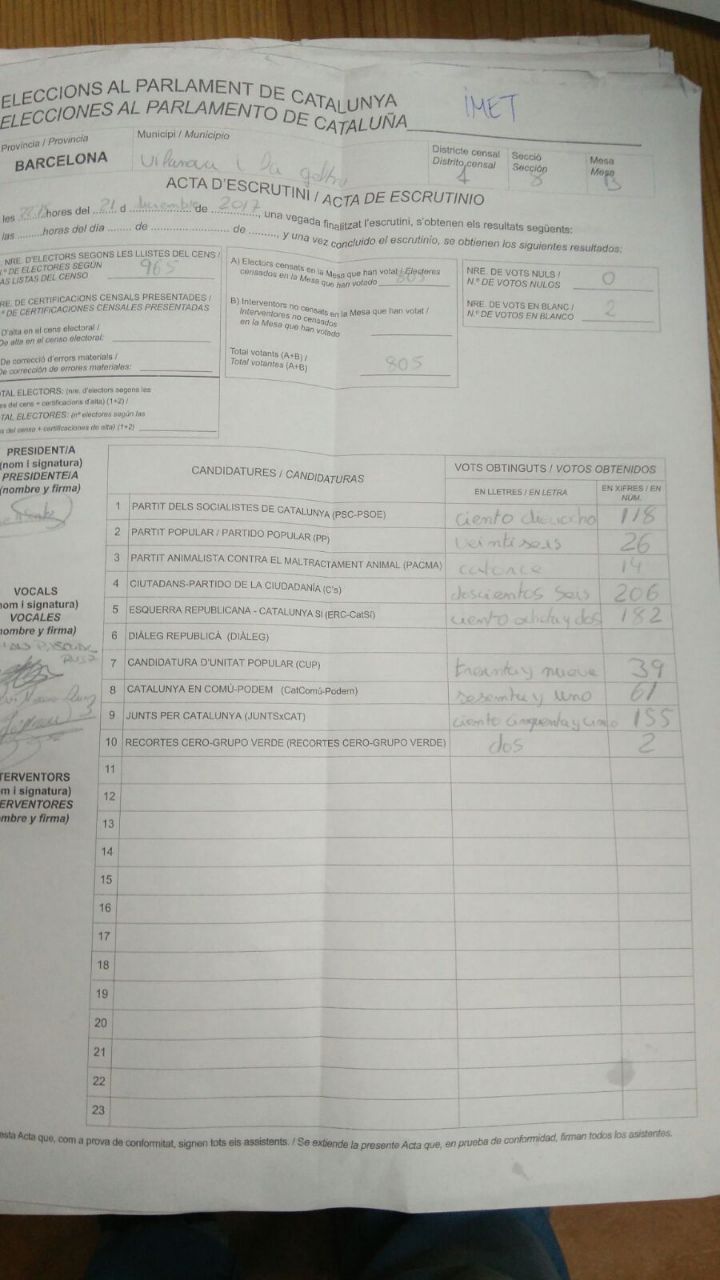 ELECCIONS AL PARLAMENT DE CATALUNYA
ELECCIONES AL PARLAMENTO DE CATALUÑA
iMET
Provincia / Provincia
BARCELONA
Municipi / Municipio
Vilanova i la geltrú
Districte censal
Distrito censal
4
Secció
Sección
8
Mesa
Mesa
B
ACTA D'ESCRUTINI / ACTA DE ESCRUTINIO
les hores del 21 d de 2017, una vegada finalitzat l'escrutini, s'obtenen els resultats següents:
las ........horas del día ...... de .................... de .........., y una vez concluido el escrutinio, se obtienen los siguientes resultados:
NRE. D'ELECTORS SEGONS LES LLISTES DEL CENS /
Nº DE ELECTORES SEGÚN
AS LISTAS DEL CENSO
965
RE. DE CERTIFICACIONS CENSALS PRESENTADES /
º DE CERTIFICACIONES CENSALES PRESENTADAS
D'alta en el cens electoral /
De alta en el censo electoral:
De correcció d'errors materials /
De corrección de errores materiales:
TAL ELECTORS: (nre. d'electors segons les
es del cens + certificacions d'alta) (1+2) /
TAL ELECTORES: (nº electores según las
s del censo + certificaciones de alta) (1+2)
A) Electors censats en la Mesa que han votat / Electores
censados en la Mesa que han votado
805
B) Interventors no censats en la Mesa que han votat /
Interventores no censados
en la Mesa que han votado
Total votants (A+B) /
Total votantes (A+B)
805
NRE. DE VOTS NULS /
N.º DE VOTOS NULOS
0
NRE. DE VOTS EN BLANC /
N.º DE VOTOS EN BLANCO
2
PRESIDENT/A
(nom i signatura)
PRESIDENTE/A
(nombre y firma)
VOCALS
nom i signatura)
VOCALES
ombre y firma)
TERVENTORS
m i signatura)
ERVENTORES
mbre y firma)
CANDIDATURES / CANDIDATURAS
VOTS OBTINGUTS / VOTOS OBTENIDOS
EN LLETRES / EN LETRA
EN XIFRES / EN NÚM.
1 PARTIT DELS SOCIALISTES DE CATALUNYA (PSC-PSOE) ciento dieciocho 118
2 PARTIT POPULAR / PARTIDO POPULAR (PP) veintiseis 26
3 PARTIT ANIMALISTA CONTRA EL MALTRACTAMENT ANIMAL (PACMA) catorce 14
4 CIUTADANS-PARTIDO DE LA CIUDADANÍA (C's) doscientos seis 206
5 ESQUERRA REPUBLICANA - CATALUNYA SÍ (ERC-CatSí) ciento ochenta y dos 182
6 DIÀLEG REPUBLICÀ (DIÀLEG)
7 CANDIDATURA D'UNITAT POPULAR (CUP) treinta y nueve 39
8 CATALUNYA EN COMÚ-PODEM (CatComú-Podem) sesenta y uno 61
9 JUNTS PER CATALUNYA (JUNTSxCAT) ciento cinquenta y cinco 155
10 RECORTES CERO-GRUPO VERDE (RECORTES CERO-GRUPO VERDE) dos 2
11
12
13
14
15
16
17
18
19
20
21
22
23
esta Acta que, com a prova de conformitat, signen tots els assistents. / Se extiende la presente Acta que, en prueba de conformidad, firman todos los asistentes.